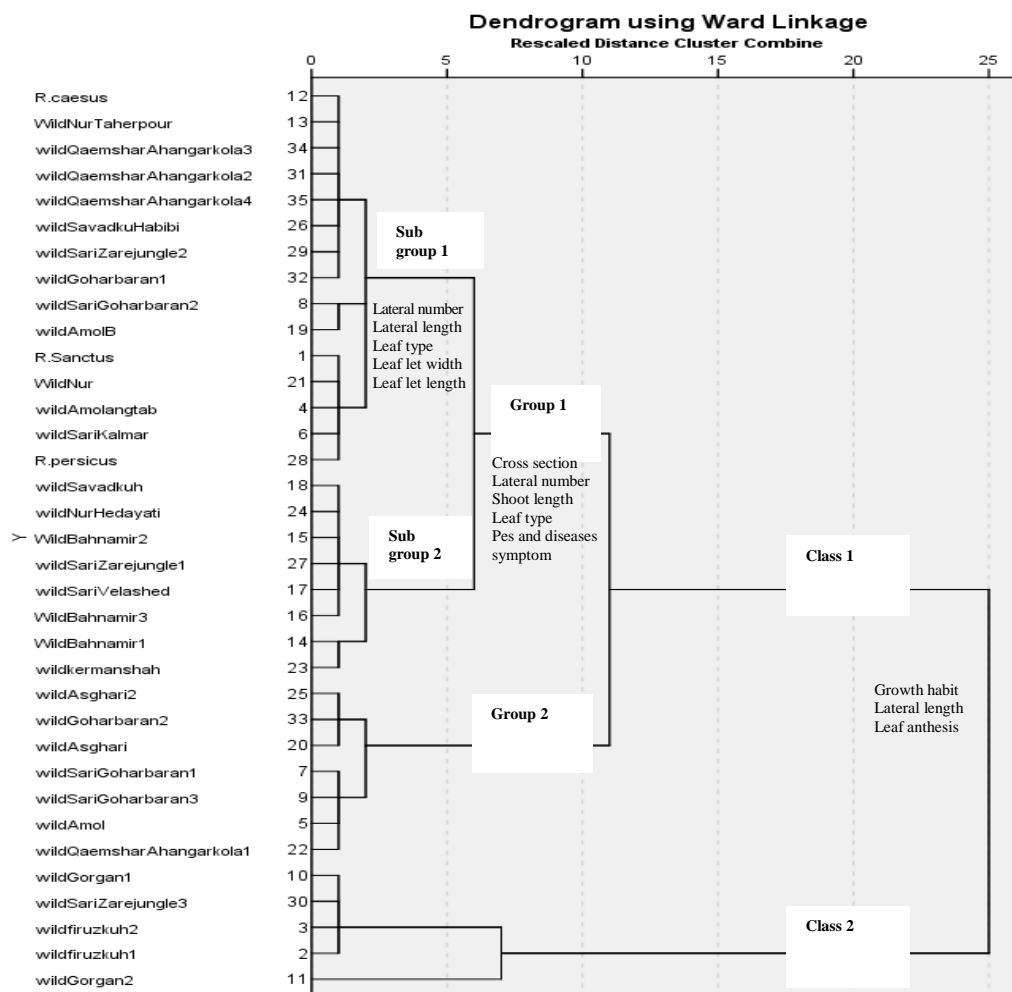 Dendrogram using Ward Linkage
Rescaled Distance Cluster Combine
0 5 10 15 20 25
R.caesus 12
WildNurTaherpour 13
wildQaemsharAhangarkola3 34
wildQaemsharAhangarkola2 31
wildQaemsharAhangarkola4 35
wildSavadkuHabibi 26
wildSariZarejungle2 29
wildGoharbaran1 32
wildSariGoharbaran2 8
wildAmolB 19
R.Sanctus 1
WildNur 21
wildAmolangtab 4
wildSariKalmar 6
R.persicus 28
wildSavadkuh 18
wildNurHedayati 24
WildBahnamir2 15
wildSariZarejungle1 27
wildSariVelashed 17
WildBahnamir3 16
WildBahnamir1 14
wildkermanshah 23
wildAsghari2 25
wildGoharbaran2 33
wildAsghari 20
wildSariGoharbaran1 7
wildSariGoharbaran3 9
wildAmol 5
wildQaemsharAhangarkola1 22
wildGorgan1 10
wildSariZarejungle3 30
wildfiruzkuh2 3
wildfiruzkuh1 2
wildGorgan2 11
Y
Sub
group 1
Lateral number
Lateral length
Leaf type
Leaf let width
Leaf let length
Sub
group 2
Group 1
Cross section
Lateral number
Shoot length
Leaf type
Pes and diseases
symptom
Group 2
Class 1
Growth habit
Lateral length
Leaf anthesis
Class 2